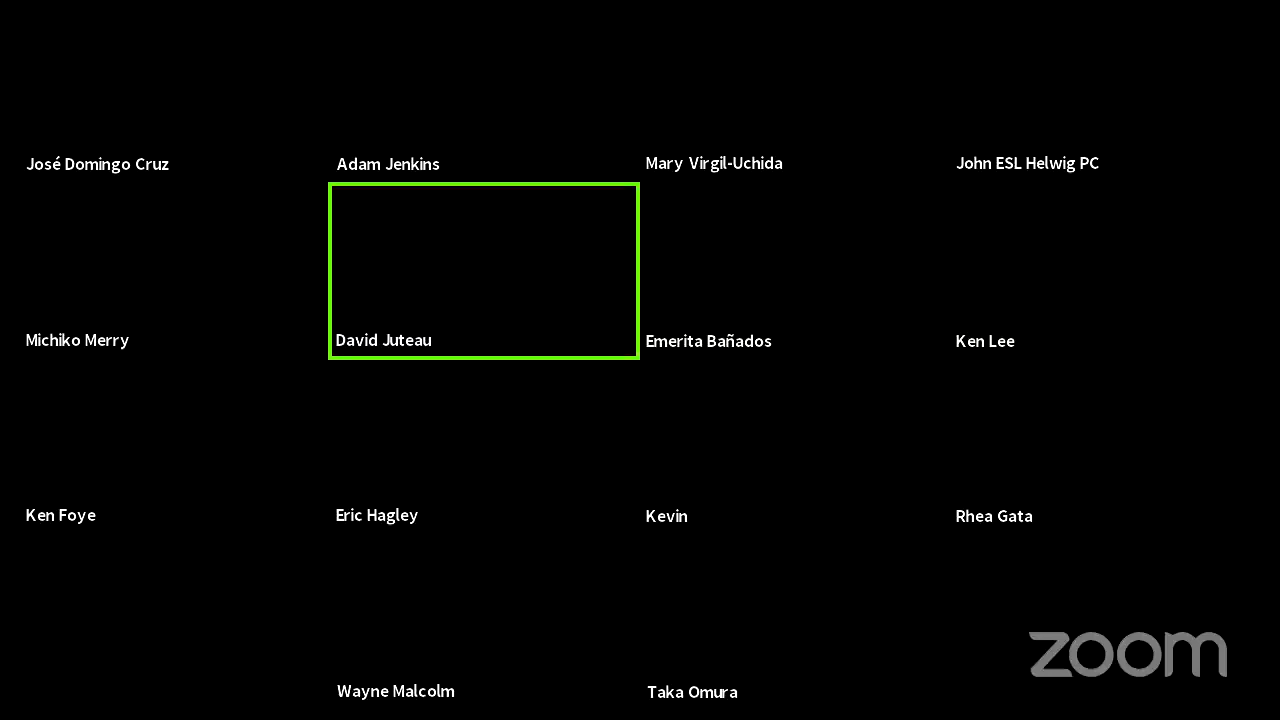 José Domingo Cruz
Adam Jenkins
Mary Virgil-Uchida
John ESL Helwig PC
Michiko Merry
David Juteau
Emerita Bañados
Ken Lee
Ken Foye
Eric Hagley
Kevin
Rhea Gata
Wayne Malcolm
Taka Omura
zoom